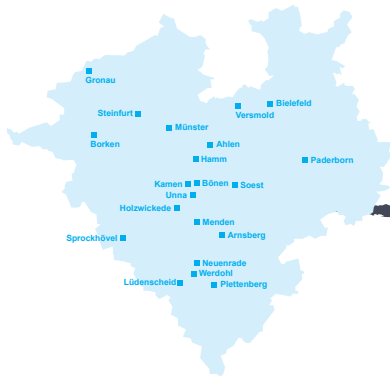 Gronau
Bielefeld
Versmold
Steinfurt
Münster
Borken
Ahlen
Hamm
Paderborn
Kamen
Bönen
Soest
Unna
Holzwickede
Menden
Arnsberg
Sprockhövel
Neuenrade
Werdohl
Lüdenscheid
Plettenberg